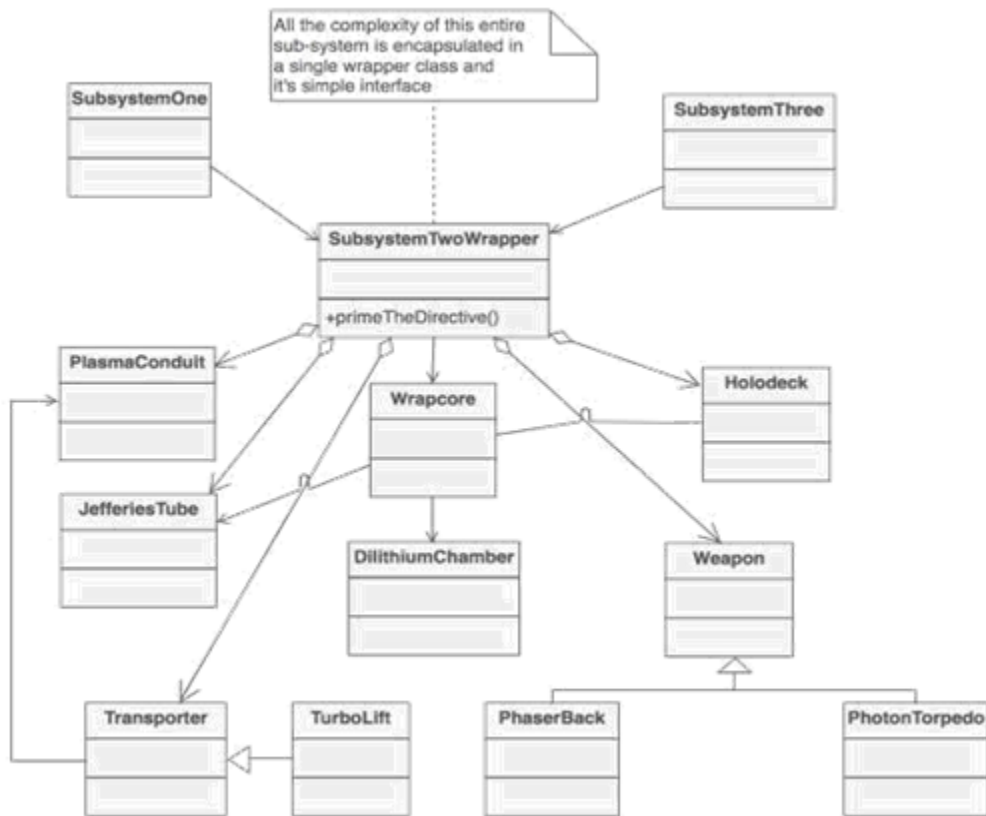 All the complexity of this entire
sub-system is encapsulated in
a single wrapper class and
it's simple interface
SubsystemOne
SubsystemThree
SubsystemTwoWrapper
+primeTheDirective()
PlasmaConduit
Wrapcore
Holodeck
JefferiesTube
DilithiumChamber
Weapon
Transporter
TurboLift
PhaserBack
PhotonTorpedo